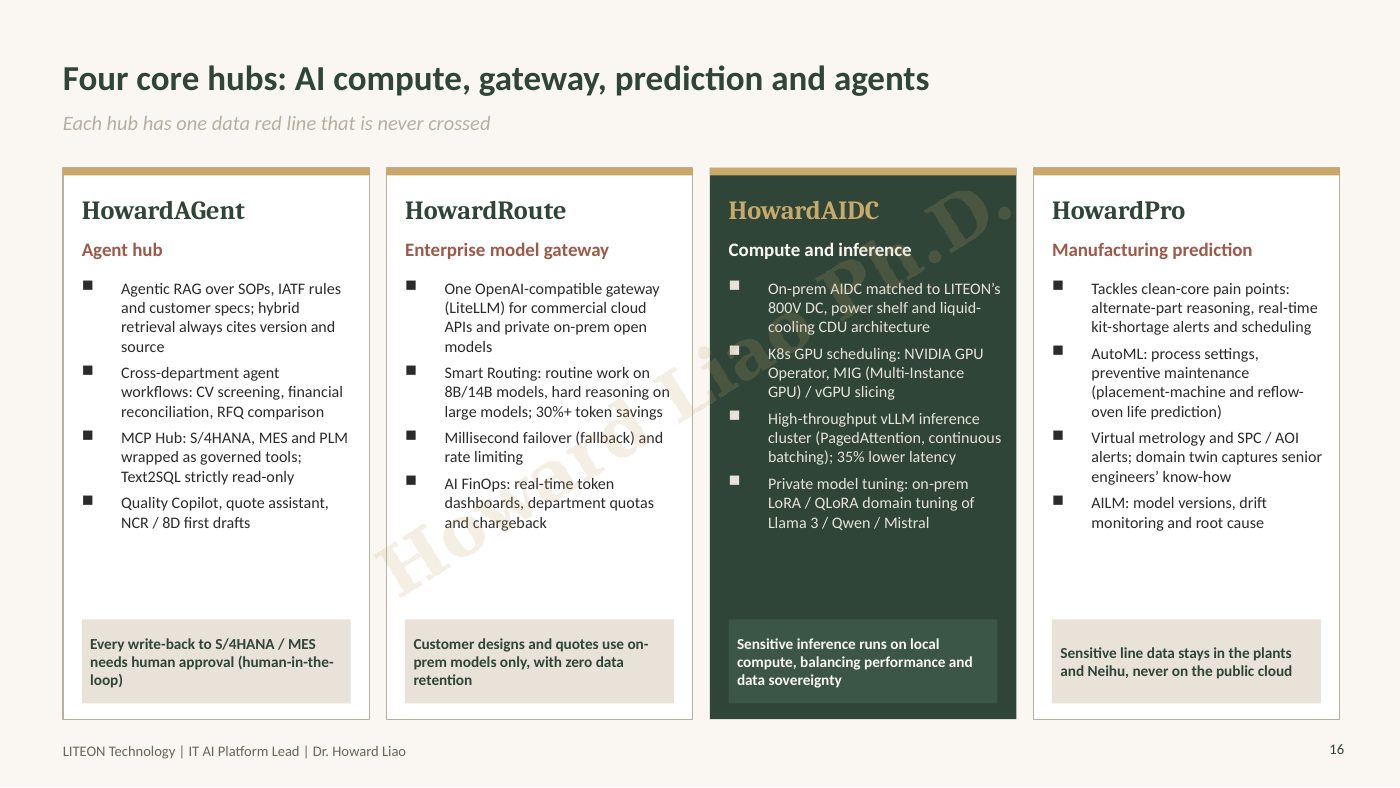 Four core hubs: AI compute, gateway, prediction and agents
Each hub has one data red line that is never crossed
HowardAGent
Agent hub
■ Agentic RAG over SOPs, IATF rules
and customer specs; hybrid
retrieval always cites version and
source
■ Cross-department agent
workflows: CV screening, financial
reconciliation, RFQ comparison
■ MCP Hub: S/4HANA, MES and PLM
wrapped as governed tools;
Text2SQL strictly read-only
■ Quality Copilot, quote assistant,
NCR / 8D first drafts
Every write-back to S/4HANA / MES
needs human approval (human-in-the-
loop)
HowardRoute
Enterprise model gateway
■ One OpenAI-compatible gateway
(LiteLLM) for commercial cloud
APIs and private on-prem open
models
■ Smart Routing: routine work on
8B/14B models, hard reasoning on
large models; 30%+ token savings
■ Millisecond failover (fallback) and
rate limiting
■ AI FinOps: real-time token
dashboards, department quotas
and chargeback
Customer designs and quotes use on-
prem models only, with zero data
retention
HowardAIDC
Compute and inference
■ On-prem AIDC matched to LITEON’s
800V DC, power shelf and liquid-
cooling CDU architecture
■ K8s GPU scheduling: NVIDIA GPU
Operator, MIG (Multi-Instance
GPU) / vGPU slicing
■ High-throughput vLLM inference
cluster (PagedAttention, continuous
batching); 35% lower latency
■ Private model tuning: on-prem
LoRA / QLoRA domain tuning of
Llama 3 / Qwen / Mistral
Sensitive inference runs on local
compute, balancing performance and
data sovereignty
HowardPro
Manufacturing prediction
■ Tackles clean-core pain points:
alternate-part reasoning, real-time
kit-shortage alerts and scheduling
■ AutoML: process settings,
preventive maintenance
(placement-machine and reflow-
oven life prediction)
■ Virtual metrology and SPC / AOI
alerts; domain twin captures senior
engineers’ know-how
■ AILM: model versions, drift
monitoring and root cause
Sensitive line data stays in the plants
and Neihu, never on the public cloud
Howard Liao Ph.D.
LITEON Technology | IT AI Platform Lead | Dr. Howard Liao
16